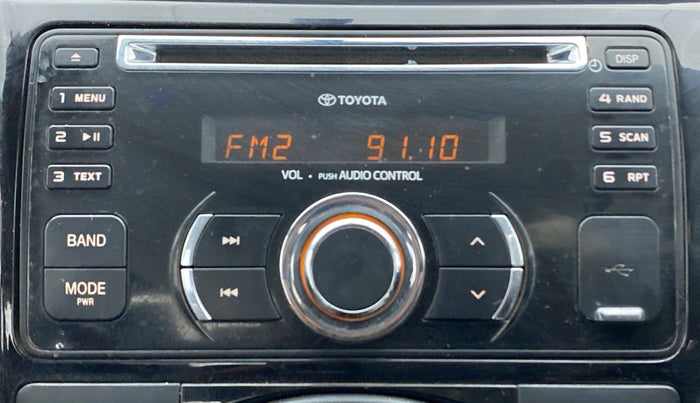 DISP
1 MENU
4 RAND
TOYOTA
2
5 SCAN
FM2 91.10
3 TEXT
VOL • PUSH AUDIO CONTROL
6 RPT
BAND
MODE
PWR